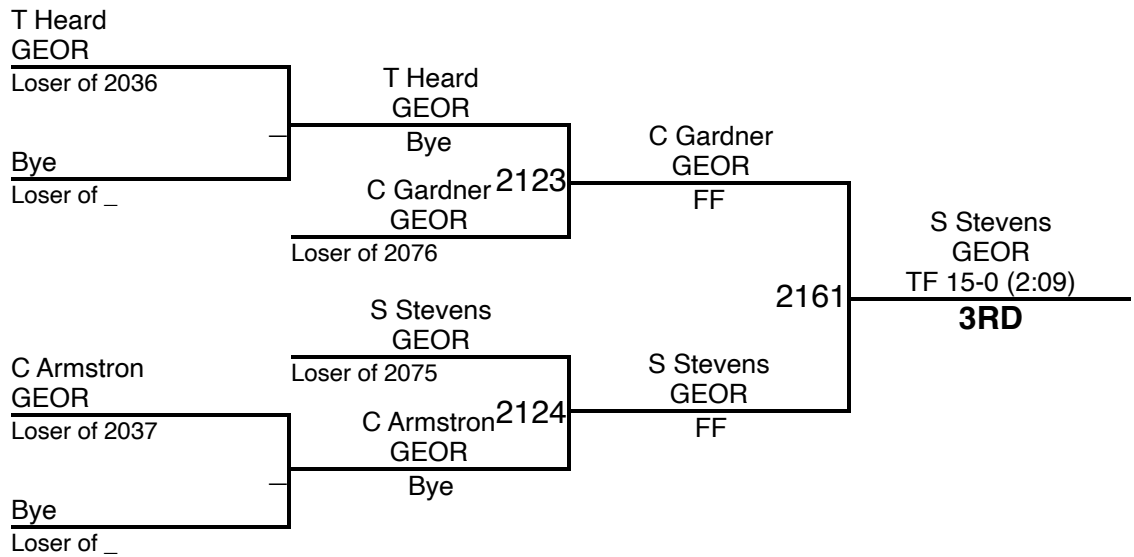 T Heard
GEOR
Loser of 2036
_
Bye
Loser of _
T Heard
GEOR
Bye
C Gardner
GEOR
Loser of 2076
2123
C Gardner
GEOR
FF
S Stevens
GEOR
Loser of 2075
C Armstron
GEOR
Loser of 2037
_
Bye
Loser of _
C Armstron
GEOR
Bye
2124
S Stevens
GEOR
FF
2161
S Stevens
GEOR
TF 15-0 (2:09)
3RD